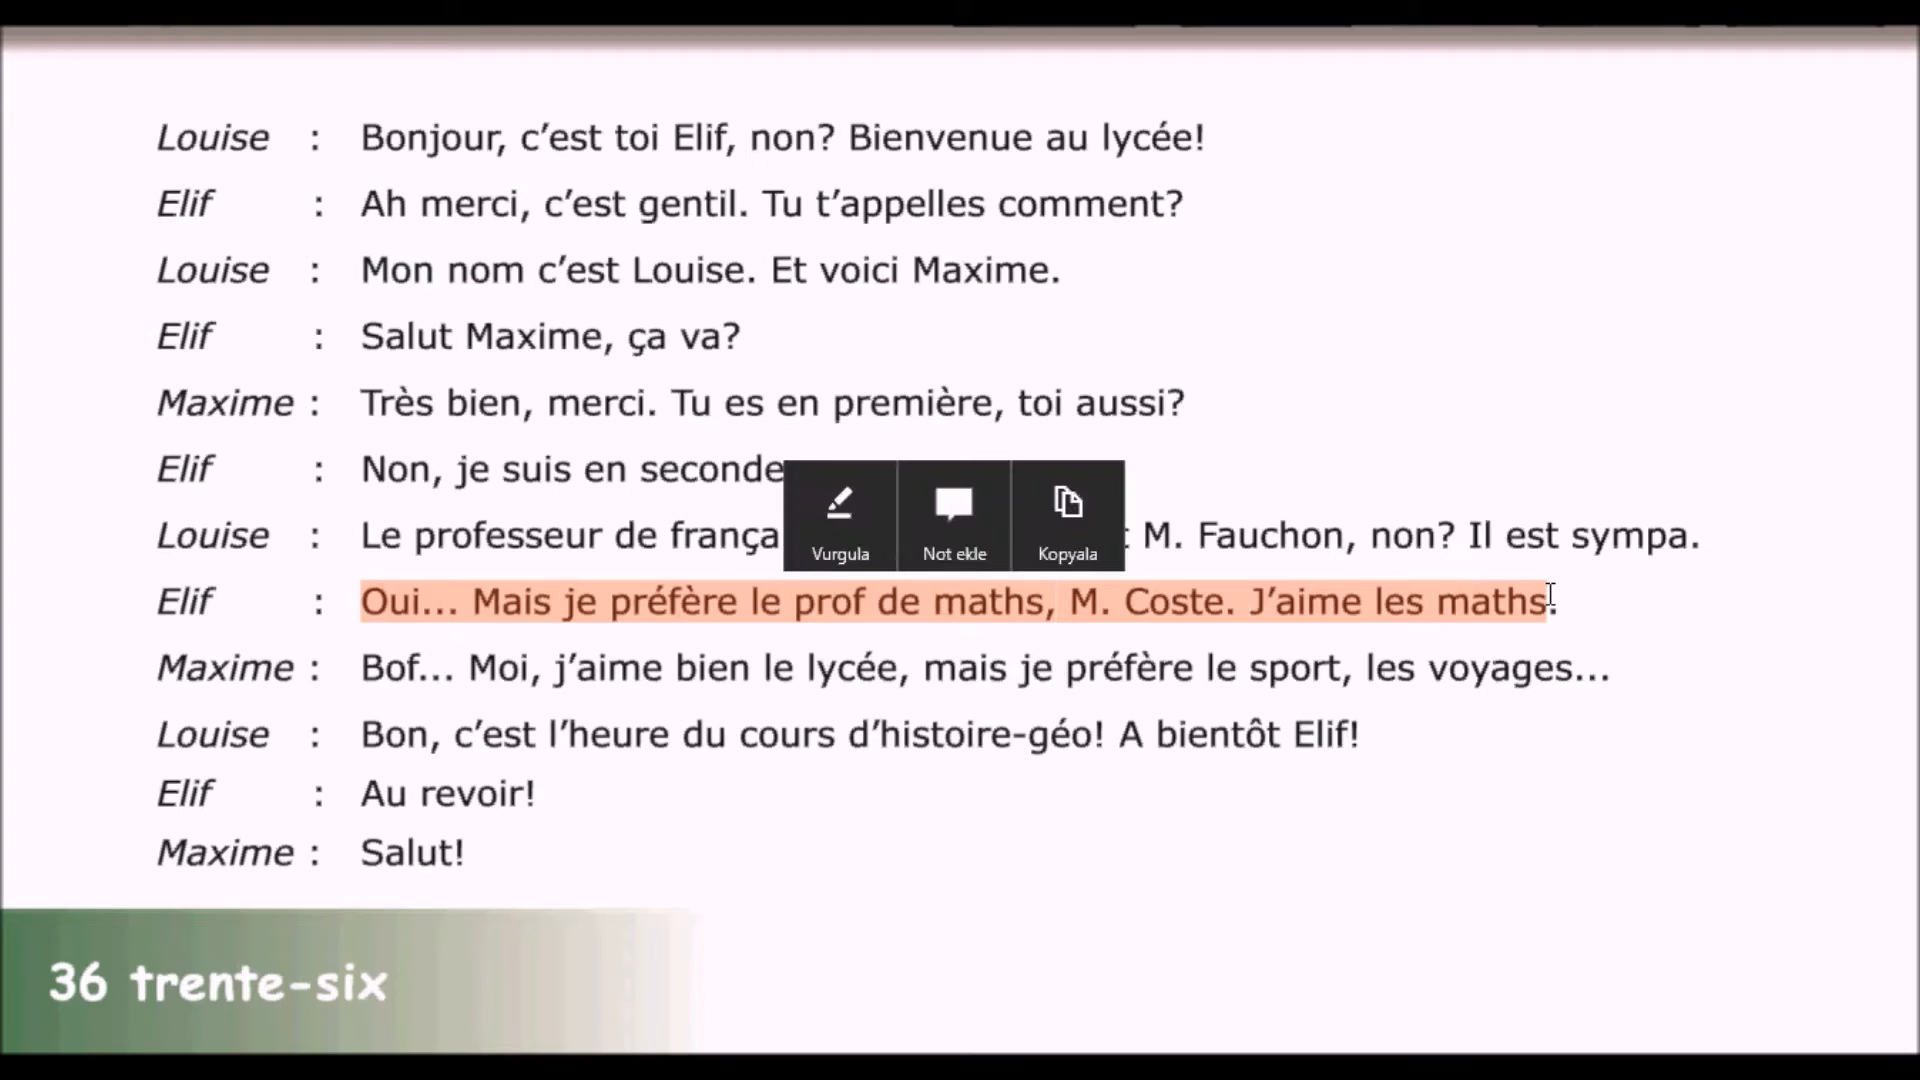 Louise : Bonjour, c’est toi Elif, non? Bienvenue au lycée!
Elif : Ah merci, c’est gentil. Tu t’appelles comment?
Louise : Mon nom c’est Louise. Et voici Maxime.
Elif : Salut Maxime, ça va?
Maxime : Très bien, merci. Tu es en première, toi aussi?
Elif : Non, je suis en seconde
Vurgula Not ekle Kopyala
Louise : Le professeur de frança M. Fauchon, non? Il est sympa.
Elif : Oui... Mais je préfère le prof de maths, M. Coste. J’aime les maths.
Maxime : Bof... Moi, j’aime bien le lycée, mais je préfère le sport, les voyages...
Louise : Bon, c’est l’heure du cours d’histoire-géo! A bientôt Elif!
Elif : Au revoir!
Maxime : Salut!
36 trente-six